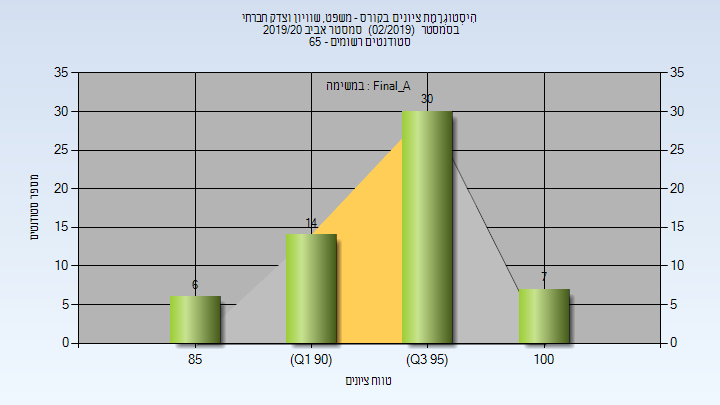 היסטוגרמת ציונים בקורס - משפט, שוויון וצדק חברתי
בסמסטר (02/2019) סמסטר אביב 2019/20
סטודנטים רשומים - 65
במשימה : Final_A
35 35
30 30
25 25
20 20
15 15
10 10
5 5
0 0
6 14 30 7
85 (Q1 90) (Q3 95) 100
מספר סטודנטים
טווח ציונים